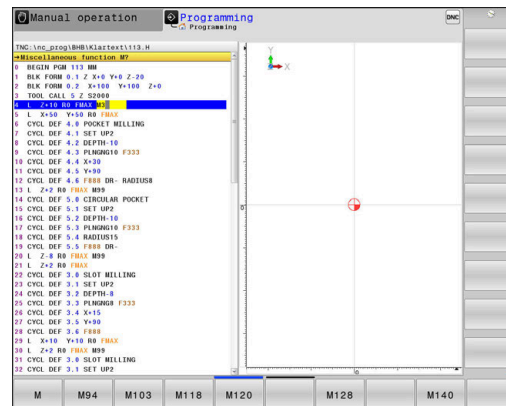 Manual operation
Programming
Programming
DNC
TNC:\nc_prog\BHB\Klartext\113.H
→Miscellaneous function M?
0 BEGIN PGM 113 MM
1 BLK FORM 0.1 Z X+0 Y+0 Z-20
2 BLK FORM 0.2 X+100 Y+100 Z+0
3 TOOL CALL 5 Z S2000
4 L Z+10 R0 FMAX M3
5 L X+50 Y+50 R0 FMAX
6 CYCL DEF 4.0 POCKET MILLING
7 CYCL DEF 4.1 SET UP2
8 CYCL DEF 4.2 DEPTH-10
9 CYCL DEF 4.3 PLNGNG10 F333
10 CYCL DEF 4.4 X+30
11 CYCL DEF 4.5 Y+90
12 CYCL DEF 4.6 F888 DR- RADIUS8
13 L Z+2 R0 FMAX M99
14 CYCL DEF 5.0 CIRCULAR POCKET
15 CYCL DEF 5.1 SET UP2
16 CYCL DEF 5.2 DEPTH-10
17 CYCL DEF 5.3 PLNGNG10 F333
18 CYCL DEF 5.4 RADIUS15
19 CYCL DEF 5.5 F888 DR-
20 L Z-8 R0 FMAX M99
21 L Z+2 R0 FMAX
22 CYCL DEF 3.0 SLOT MILLING
23 CYCL DEF 3.1 SET UP2
24 CYCL DEF 3.2 DEPTH-8
25 CYCL DEF 3.3 PLNGNG8 F333
26 CYCL DEF 3.4 X+15
27 CYCL DEF 3.5 Y+90
28 CYCL DEF 3.6 F888
29 L X+10 Y+10 R0 FMAX
30 L Z+2 R0 FMAX M99
31 CYCL DEF 3.0 SLOT MILLING
32 CYCL DEF 3.1 SET UP2
Y
X
0
0
M M94 M103 M118 M120 M128 M140